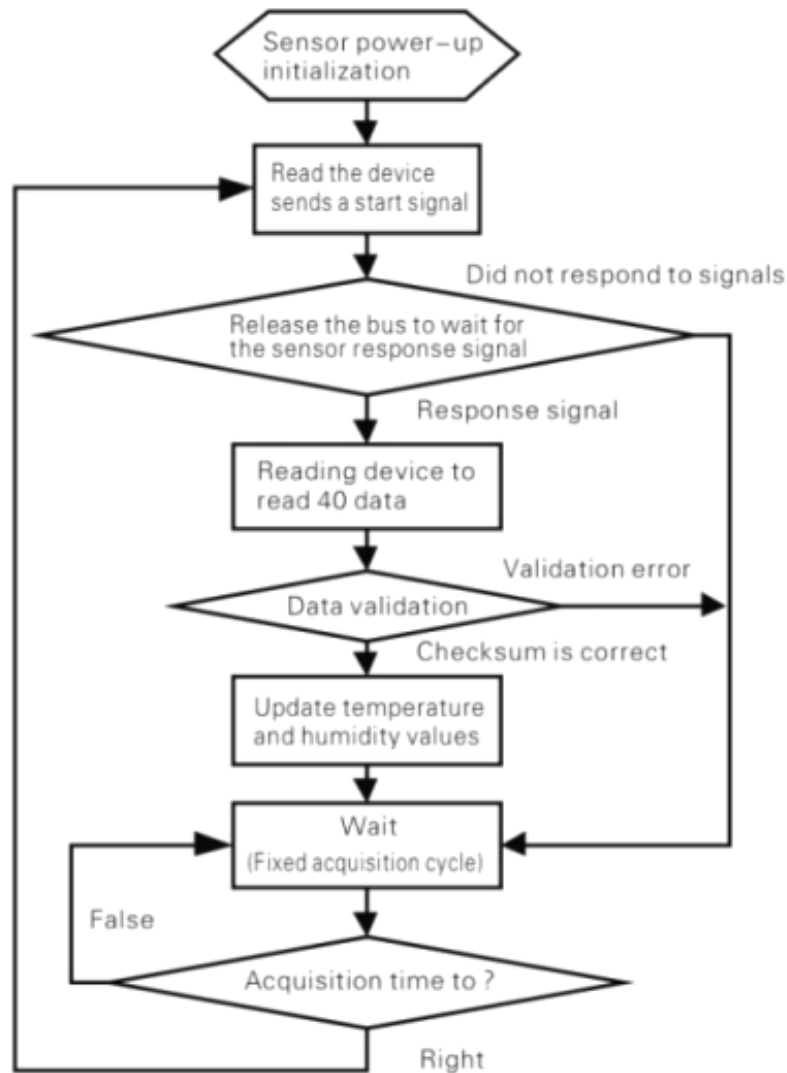 Sensor power-up
initialization
Read the device
sends a start signal
Did not respond to signals
Release the bus to wait for
the sensor response signal
Response signal
Reading device to
read 40 data
Validation error
Data validation
Checksum is correct
Update temperature
and humidity values
Wait
(Fixed acquisition cycle)
False
Acquisition time to ?
Right